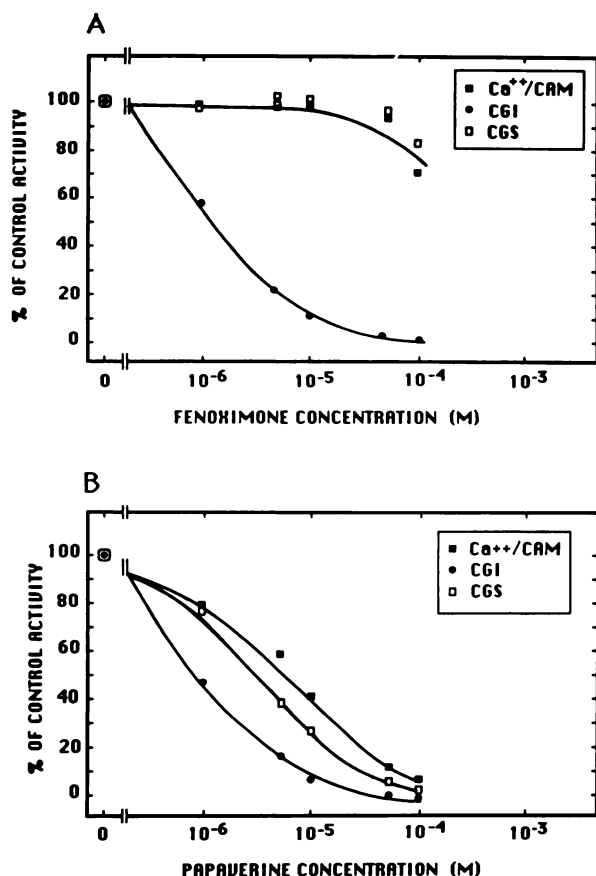 A
% OF CONTROL ACTIVITY
100
80
60
40
20
0
Ca++/CAM
CGI
CGS
0
10-6
10-5
10-4
10-3
FENOXIMONE CONCENTRATION (M)
B
% OF CONTROL ACTIVITY
100
80
60
40
20
0
Ca++/CAM
CGI
CGS
0
10-6
10-5
10-4
10-3
PAPAVERINE CONCENTRATION (M)